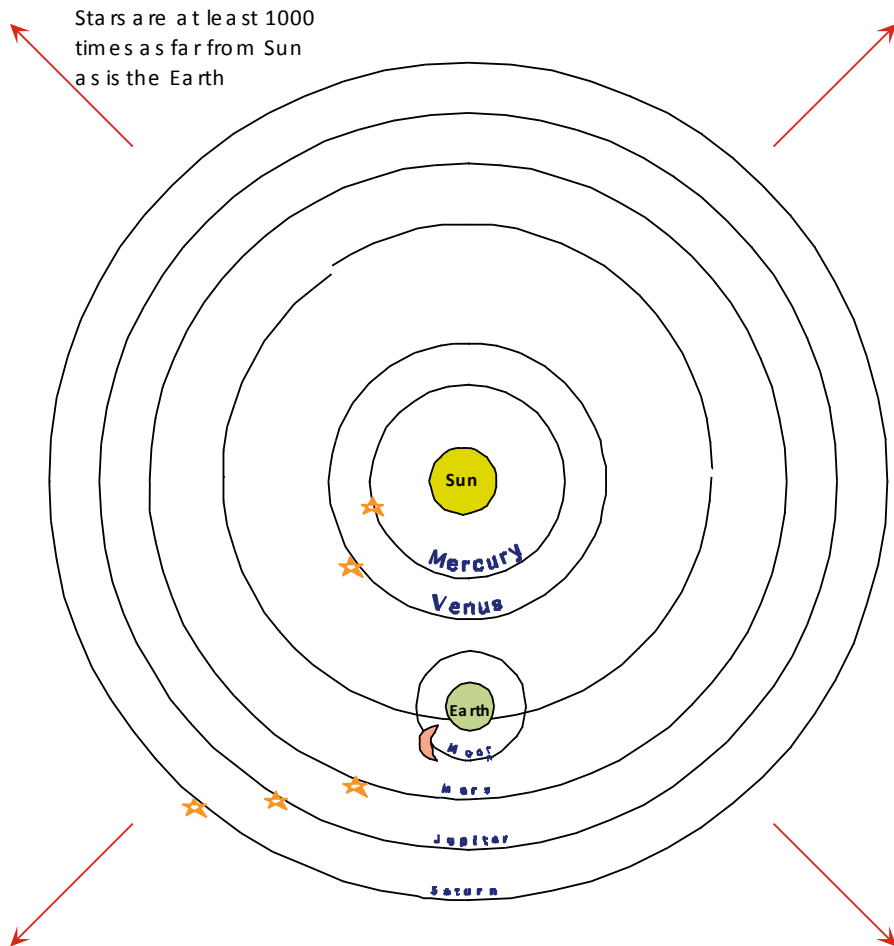 Stars are at least 1000
times as far from Sun
as is the Earth
Sun
Mercury
Venus
Earth
Moon
Mars
Jupiter
Saturn